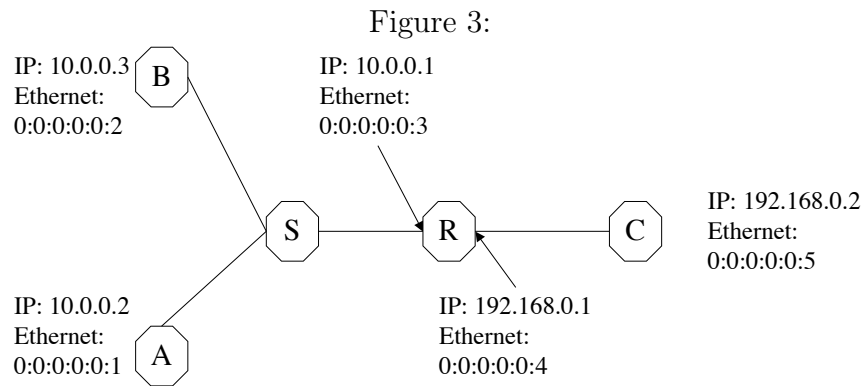 Figure 3:
IP: 10.0.0.3
Ethernet:
0:0:0:0:0:2
B
IP: 10.0.0.1
Ethernet:
0:0:0:0:0:3
S
R
C
IP: 192.168.0.2
Ethernet:
0:0:0:0:0:5
IP: 10.0.0.2
Ethernet:
0:0:0:0:0:1
A
IP: 192.168.0.1
Ethernet:
0:0:0:0:0:4